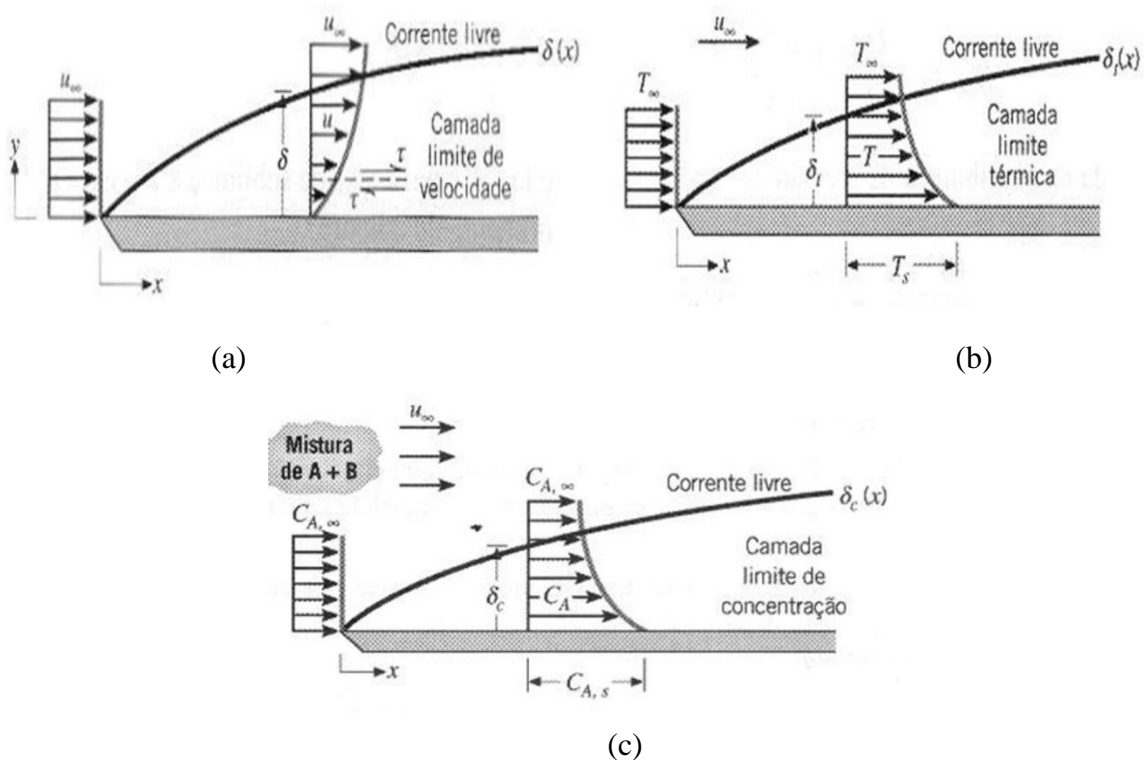 u∞
Corrente livre
δ(x)
u∞
y
u
δ
Camada
limite de
velocidade
τ
τ
x
(a)
u∞
Corrente livre
δt(x)
T∞
T∞
Camada
limite
térmica
δt
T
x
Ts
(b)
Mistura
de A + B
u∞
CA, ∞
Corrente livre
δc(x)
CA, ∞
Camada
limite de
concentração
δc
CA
x
CA, s
(c)